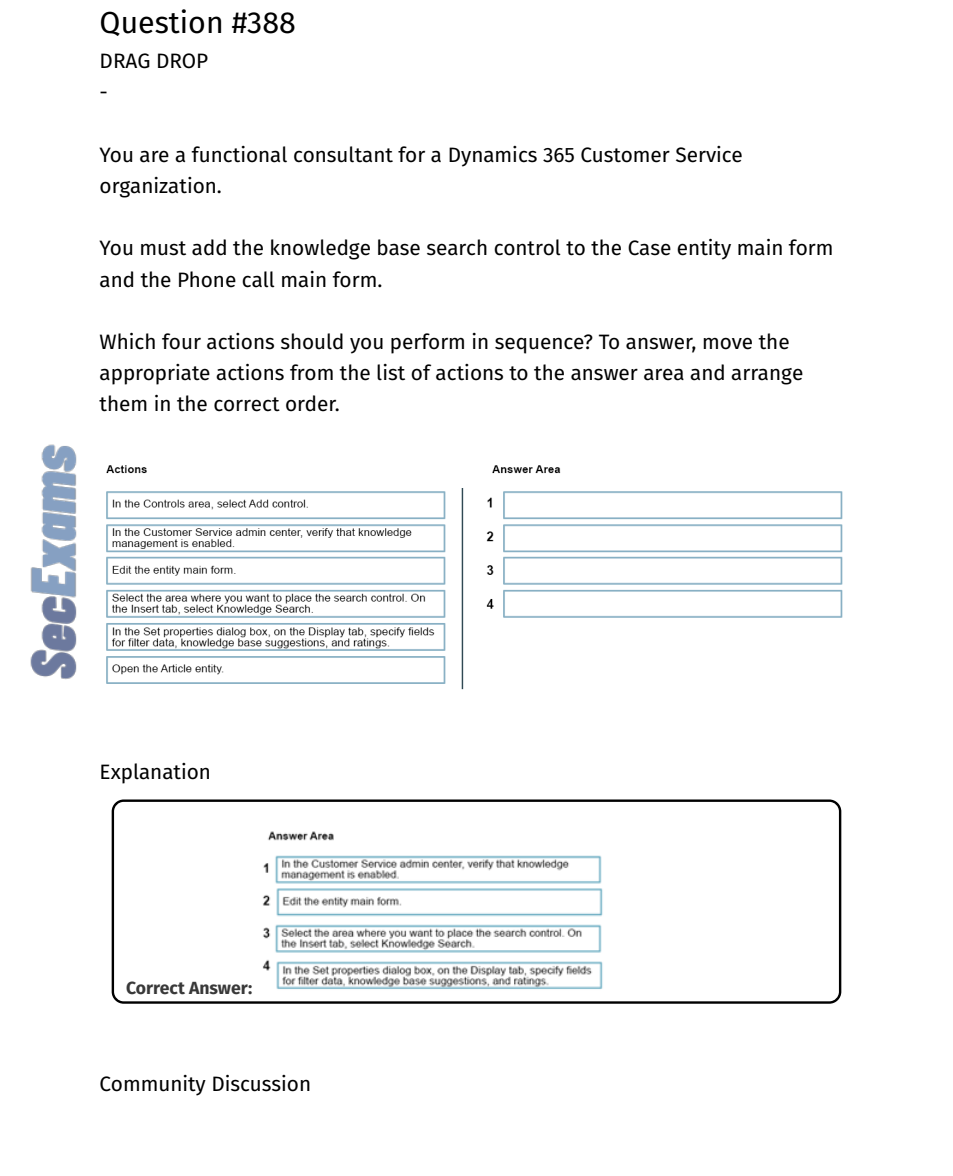 Question #388
DRAG DROP
-
You are a functional consultant for a Dynamics 365 Customer Service
organization.
You must add the knowledge base search control to the Case entity main form
and the Phone call main form.
Which four actions should you perform in sequence? To answer, move the
appropriate actions from the list of actions to the answer area and arrange
them in the correct order.
SecExams
Actions
In the Controls area, select Add control.
In the Customer Service admin center, verify that knowledge
management is enabled.
Edit the entity main form.
Select the area where you want to place the search control. On
the Insert tab, select Knowledge Search.
In the Set properties dialog box, on the Display tab, specify fields
for filter data, knowledge base suggestions, and ratings.
Open the Article entity.
Answer Area
1
2
3
4
Explanation
Answer Area
1 In the Customer Service admin center, verify that knowledge
management is enabled.
2 Edit the entity main form.
3 Select the area where you want to place the search control. On
the Insert tab, select Knowledge Search.
4 In the Set properties dialog box, on the Display tab, specify fields
for filter data, knowledge base suggestions, and ratings.
Correct Answer:
Community Discussion